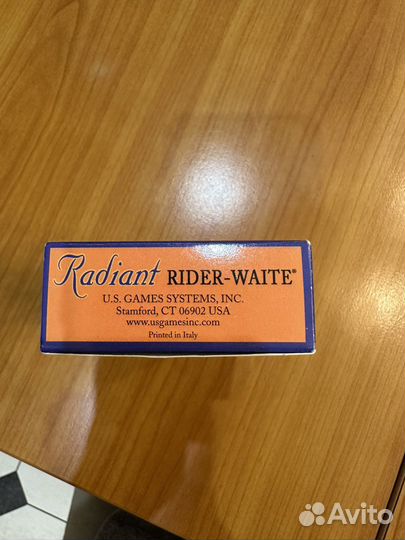 Radiant RIDER-WAITE®
U.S. GAMES SYSTEMS, INC.
Stamford, CT 06902 USA
www.usgamesinc.com
Printed in Italy
Avito